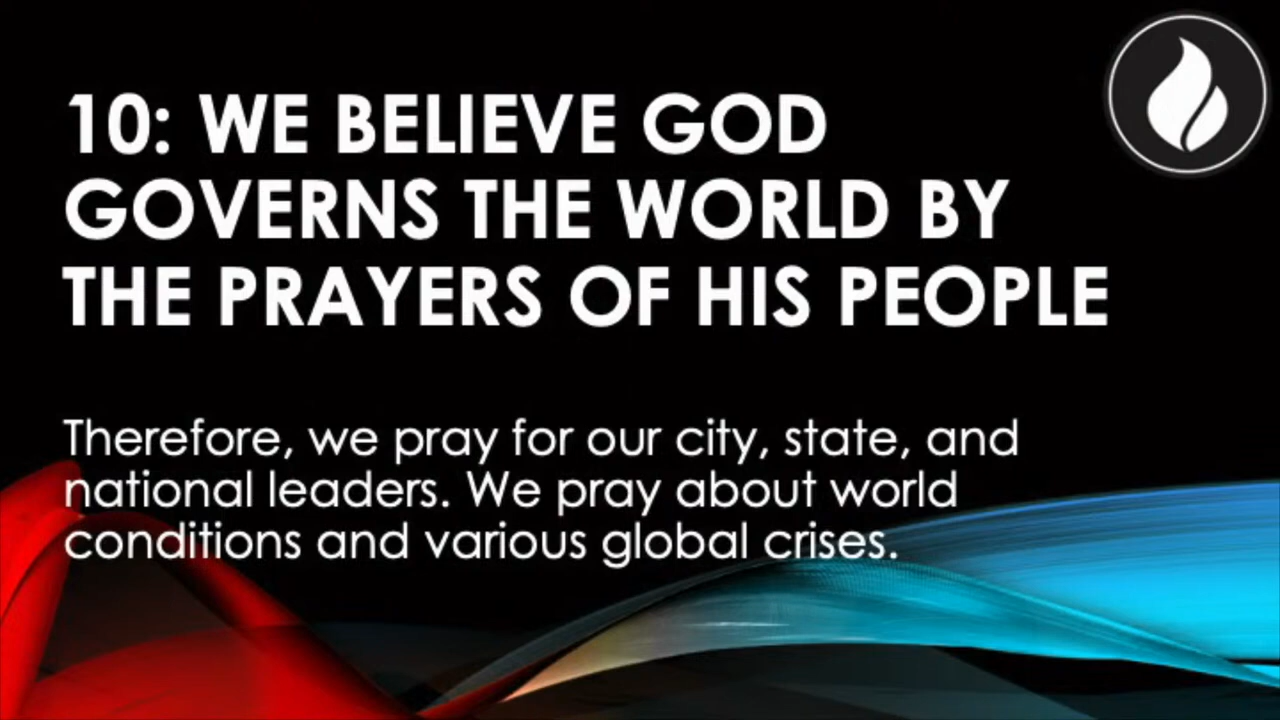 10: WE BELIEVE GOD
GOVERNS THE WORLD BY
THE PRAYERS OF HIS PEOPLE
Therefore, we pray for our city, state, and
national leaders. We pray about world
conditions and various global crises.